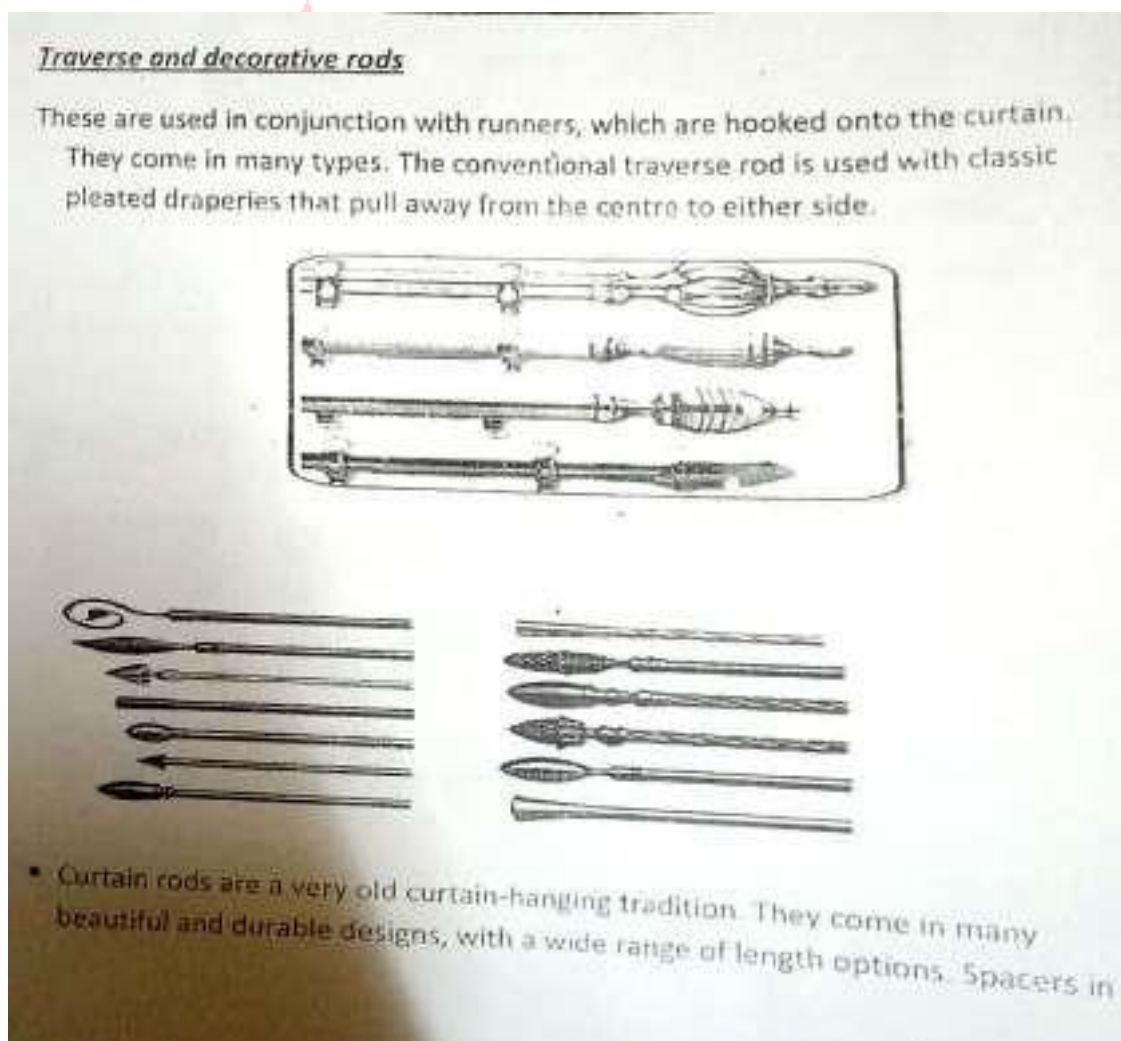 Traverse and decorative rods
These are used in conjunction with runners, which are hooked onto the curtain.
They come in many types. The conventional traverse rod is used with classic
pleated draperies that pull away from the centre to either side.
Curtain rods are a very old curtain-hanging tradition. They come in many
beautiful and durable designs, with a wide range of length options. Spacers in